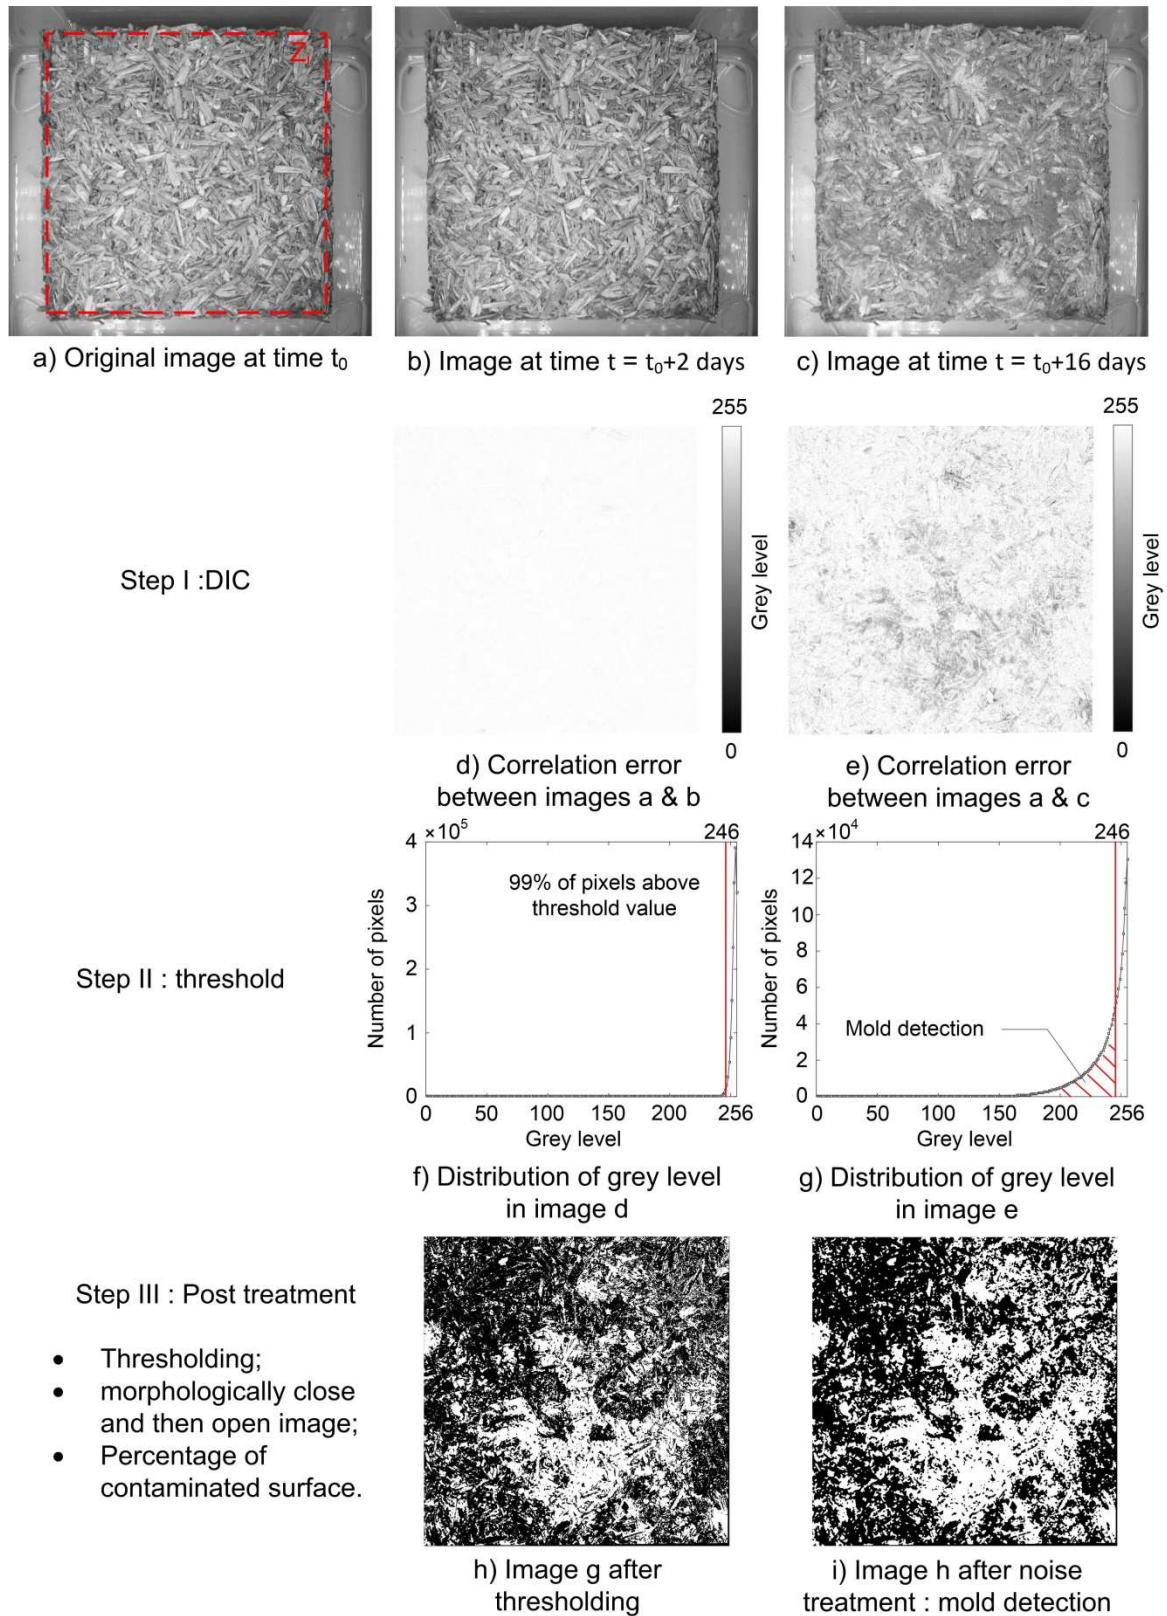 Zi
a) Original image at time t₀
b) Image at time t = t₀+2 days
c) Image at time t = t₀+16 days
Step I :DIC
255
Grey level
0
255
Grey level
0
d) Correlation error
between images a & b
e) Correlation error
between images a & c
×10⁵
246
4
3
2
1
0
Number of pixels
99% of pixels above
threshold value
0 50 100 150 200 256
Grey level
×10⁴
246
14
12
10
8
6
4
2
0
Number of pixels
Mold detection
0 50 100 150 200 256
Grey level
Step II : threshold
f) Distribution of grey level
in image d
g) Distribution of grey level
in image e
Step III : Post treatment
• Thresholding;
• morphologically close
and then open image;
• Percentage of
contaminated surface.
h) Image g after
thresholding
i) Image h after noise
treatment : mold detection